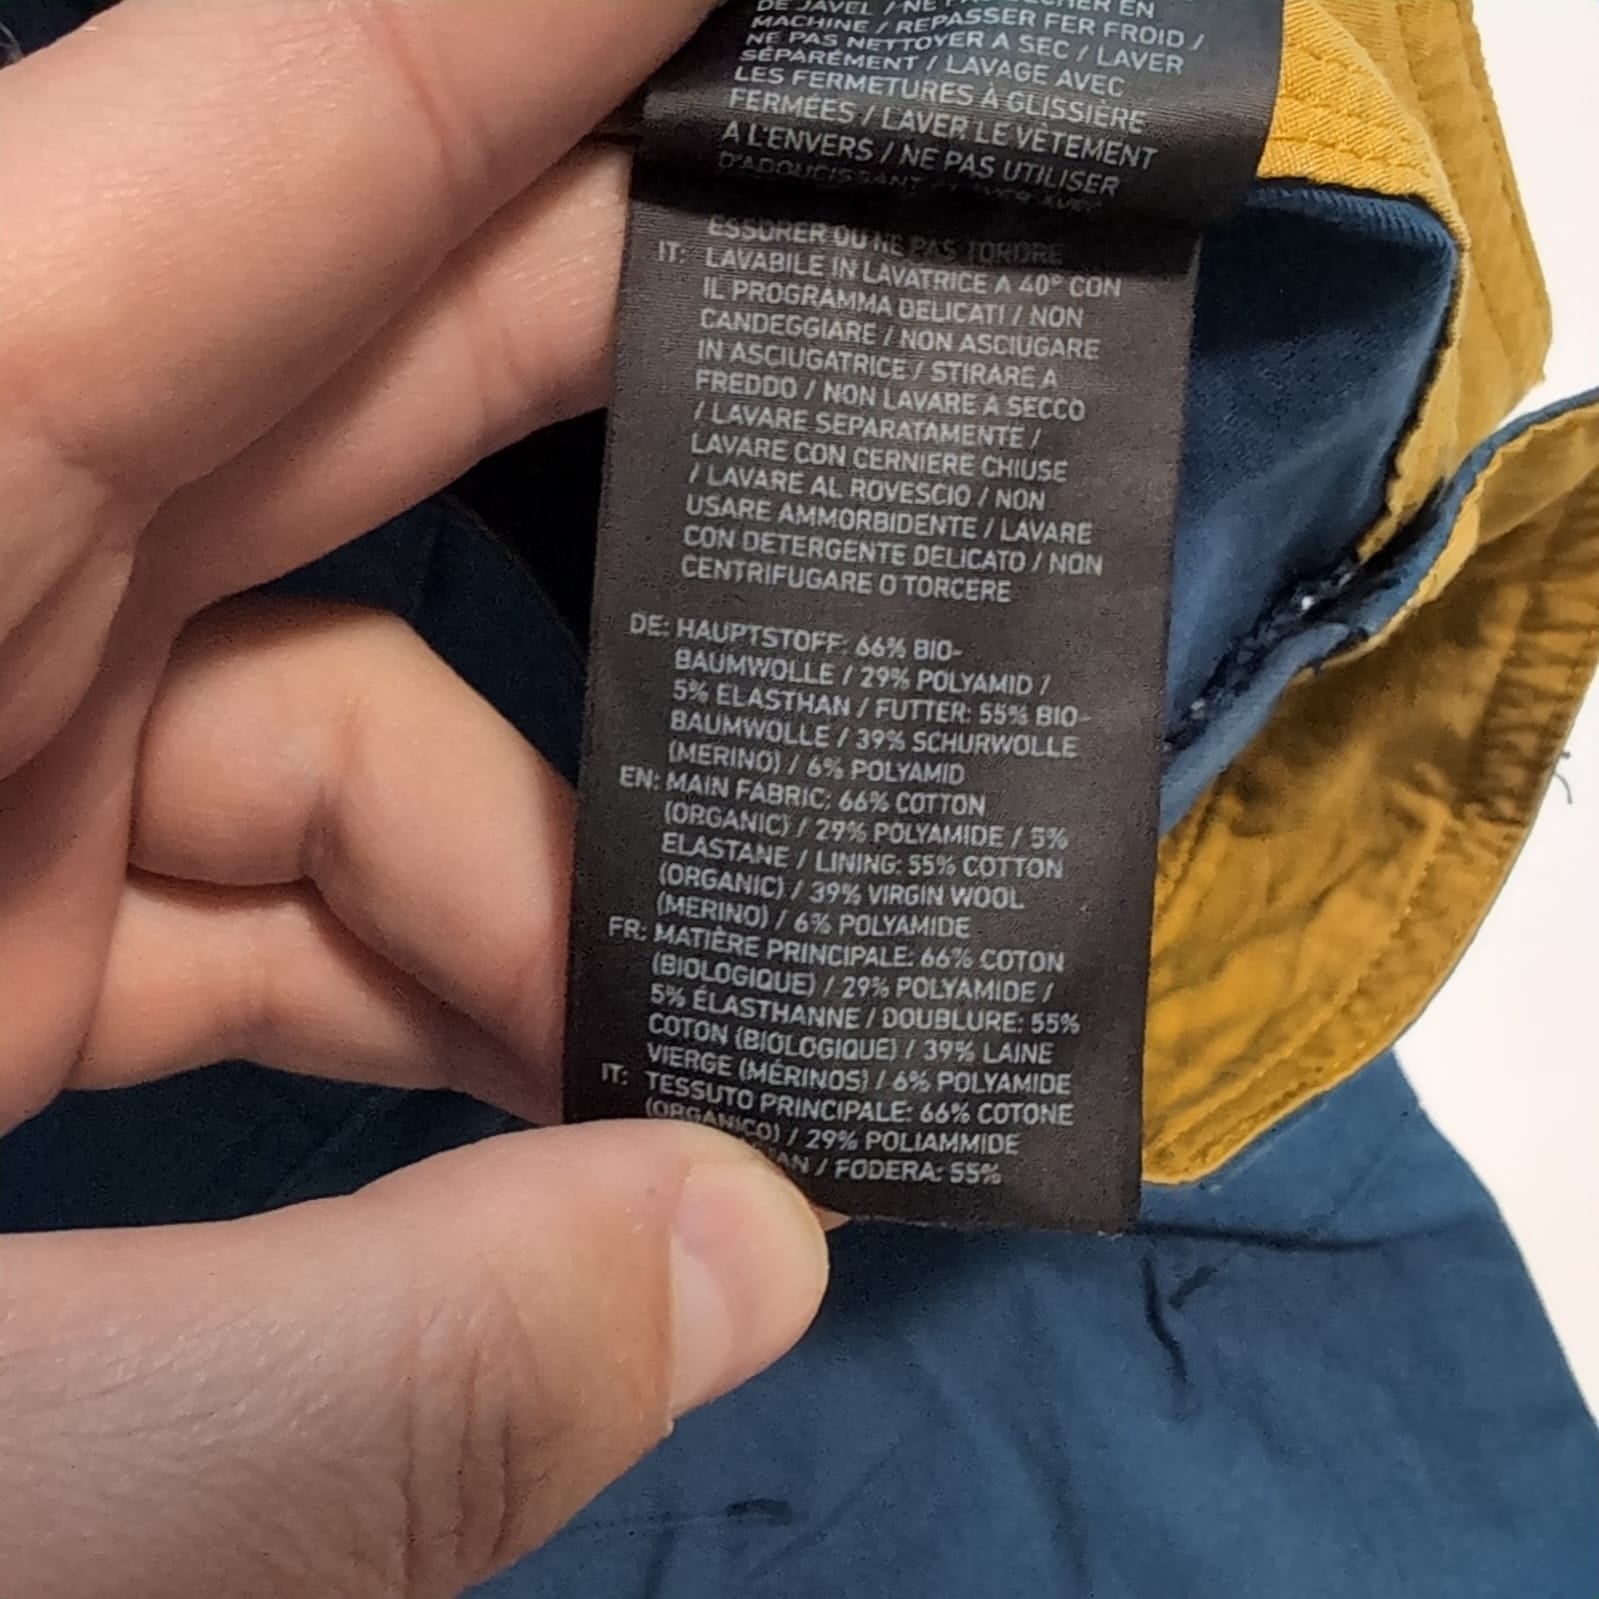 DE JAVEL / NE PAS SÉCHER EN
MACHINE / REPASSER FER FROID /
NE PAS NETTOYER A SEC / LAVER
SÉPARÉMENT / LAVAGE AVEC
LES FERMETURES À GLISSIÈRE
FERMÉES / LAVER LE VÊTEMENT
A L'ENVERS / NE PAS UTILISER
D'ADOUCISSANT /
ESSORER OU NE PAS TORDRE
IT: LAVABILE IN LAVATRICE A 40° CON
IL PROGRAMMA DELICATI / NON
CANDEGGIARE / NON ASCIUGARE
IN ASCIUGATRICE / STIRARE A
FREDDO / NON LAVARE A SECCO
/ LAVARE SEPARATAMENTE /
LAVARE CON CERNIERE CHIUSE
/ LAVARE AL ROVESCIO / NON
USARE AMMORBIDENTE / LAVARE
CON DETERGENTE DELICATO / NON
CENTRIFUGARE O TORCERE
DE: HAUPTSTOFF: 66% BIO-
BAUMWOLLE / 29% POLYAMID /
5% ELASTHAN / FUTTER: 55% BIO-
BAUMWOLLE / 39% SCHURWOLLE
(MERINO) / 6% POLYAMID
EN: MAIN FABRIC: 66% COTTON
(ORGANIC) / 29% POLYAMIDE / 5%
ELASTANE / LINING: 55% COTTON
(ORGANIC) / 39% VIRGIN WOOL
(MERINO) / 6% POLYAMIDE
FR: MATIÈRE PRINCIPALE: 66% COTON
(BIOLOGIQUE) / 29% POLYAMIDE /
5% ÉLASTHANNE / DOUBLURE: 55%
COTON (BIOLOGIQUE) / 39% LAINE
VIERGE (MÉRINOS) / 6% POLYAMIDE
IT: TESSUTO PRINCIPALE: 66% COTONE
(ORGANICO) / 29% POLIAMMIDE
/ FODERA: 55%